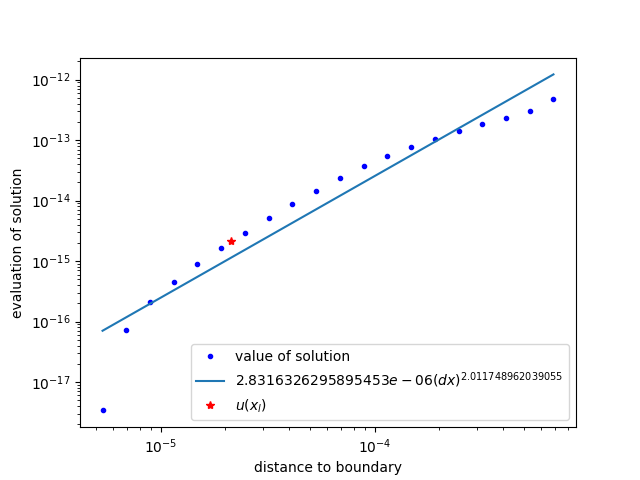 10^{-12}
10^{-13}
10^{-14}
10^{-15}
10^{-16}
10^{-17}
evaluation of solution
value of solution
2.8316326295895453e − 06(dx)^{2.011748962039055}
u(x_I)
10^{-5}
10^{-4}
distance to boundary